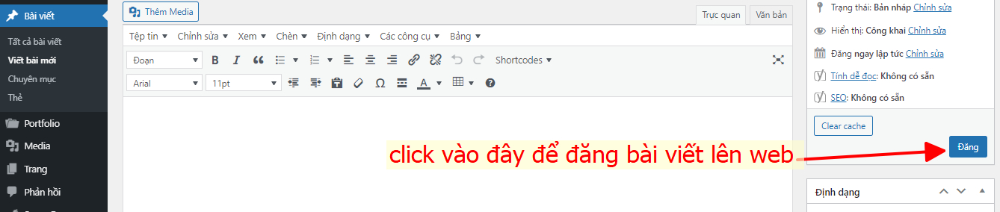 Bài viết
Tất cả bài viết
Viết bài mới
Chuyên mục
Thẻ
Portfolio
Media
Trang
Phản hồi
Thêm Media
Trực quan
Văn bản
Tệp tin Chỉnh sửa Xem Chèn Định dạng Các công cụ Bảng
Đoạn B I Shortcodes
Arial 11pt Ω A
click vào đây để đăng bài viết lên web
Trạng thái: Bản nháp Chỉnh sửa
Hiển thị: Công khai Chỉnh sửa
Đăng ngay lập tức Chỉnh sửa
Tính dễ đọc: Không có sẵn
SEO: Không có sẵn
Clear cache
Đăng
Định dạng